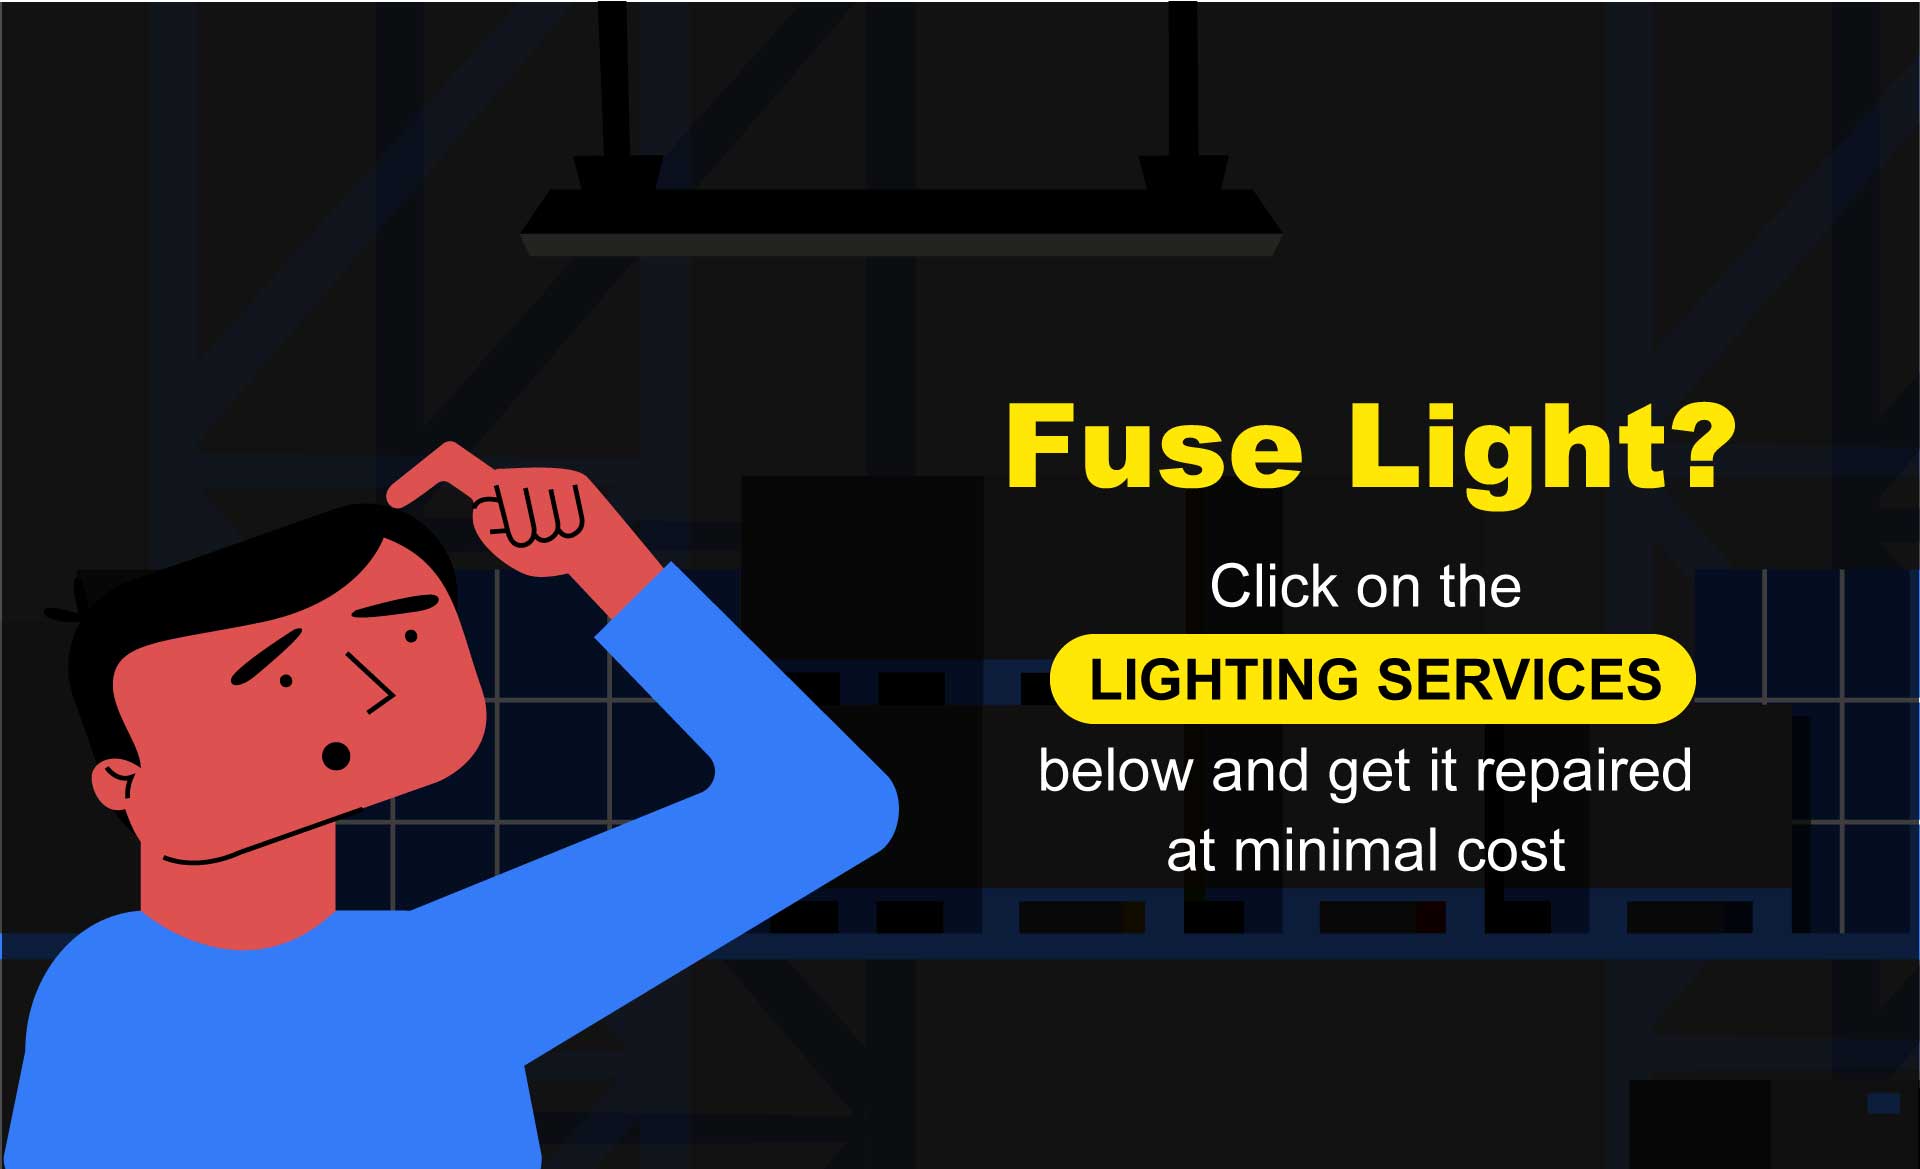 Fuse Light?
Click on the
LIGHTING SERVICES
below and get it repaired
at minimal cost